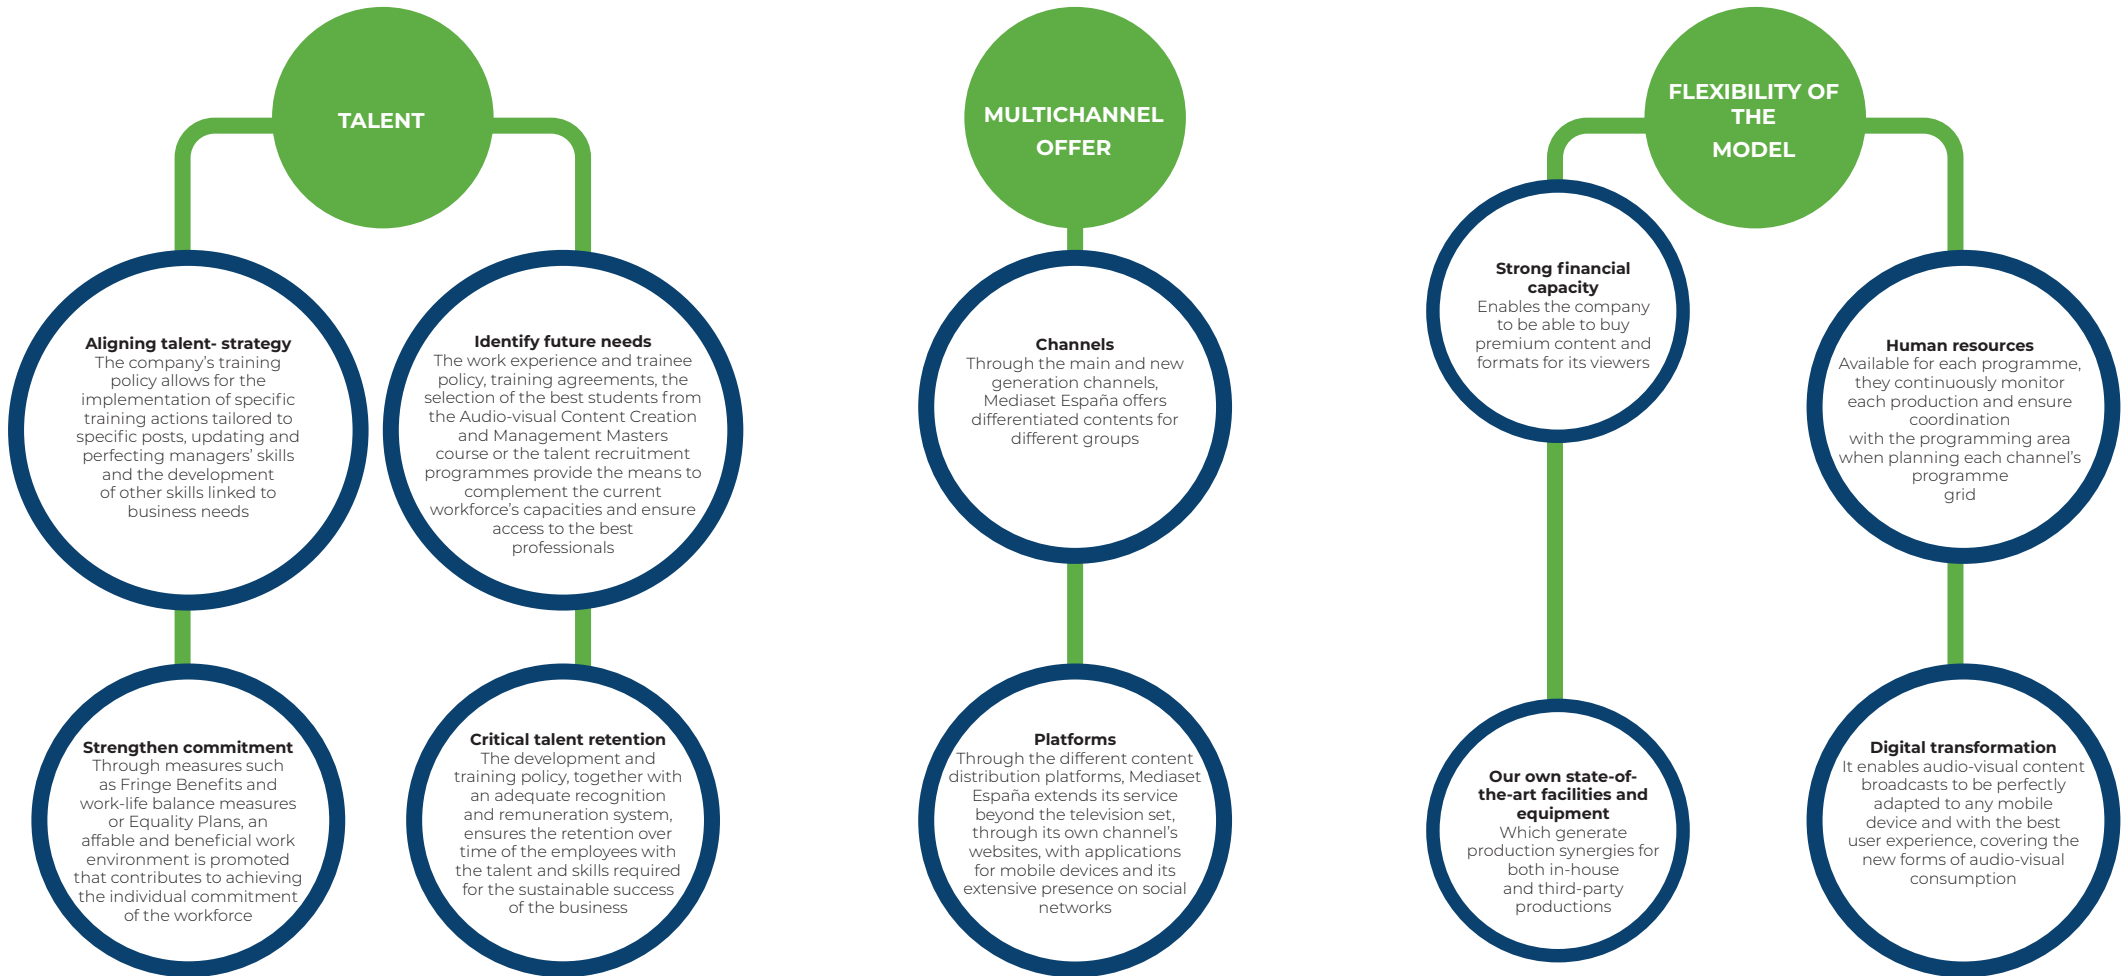 TALENT
Aligning talent- strategy
The company's training
policy allows for the
implementation of specific
training actions tailored to
specific posts, updating and
perfecting managers' skills
and the development
of other skills linked to
business needs
Identify future needs
The work experience and trainee
policy, training agreements, the
selection of the best students from
the Audio-visual Content Creation
and Management Masters
course or the talent recruitment
programmes provide the means to
complement the current
workforce's capacities and ensure
access to the best
professionals
Strengthen commitment
Through measures such
as Fringe Benefits and
work-life balance measures
or Equality Plans, an
affable and beneficial work
environment is promoted
that contributes to achieving
the individual commitment
of the workforce
Critical talent retention
The development and
training policy, together with
an adequate recognition
and remuneration system,
ensures the retention over
time of the employees with
the talent and skills required
for the sustainable success
of the business
MULTICHANNEL
OFFER
Channels
Through the main and new
generation channels,
Mediaset España offers
differentiated contents for
different groups
Platforms
Through the different content
distribution platforms, Mediaset
España extends its service
beyond the television set,
through its own channel's
websites, with applications
for mobile devices and its
extensive presence on social
networks
FLEXIBILITY OF
THE
MODEL
Strong financial
capacity
Enables the company
to be able to buy
premium content and
formats for its viewers
Human resources
Available for each programme,
they continuously monitor
each production and ensure
coordination
with the programming area
when planning each channel's
programme
grid
Our own state-of-
the-art facilities and
equipment
Which generate
production synergies for
both in-house
and third-party
productions
Digital transformation
It enables audio-visual content
broadcasts to be perfectly
adapted to any mobile
device and with the best
user experience, covering the
new forms of audio-visual
consumption